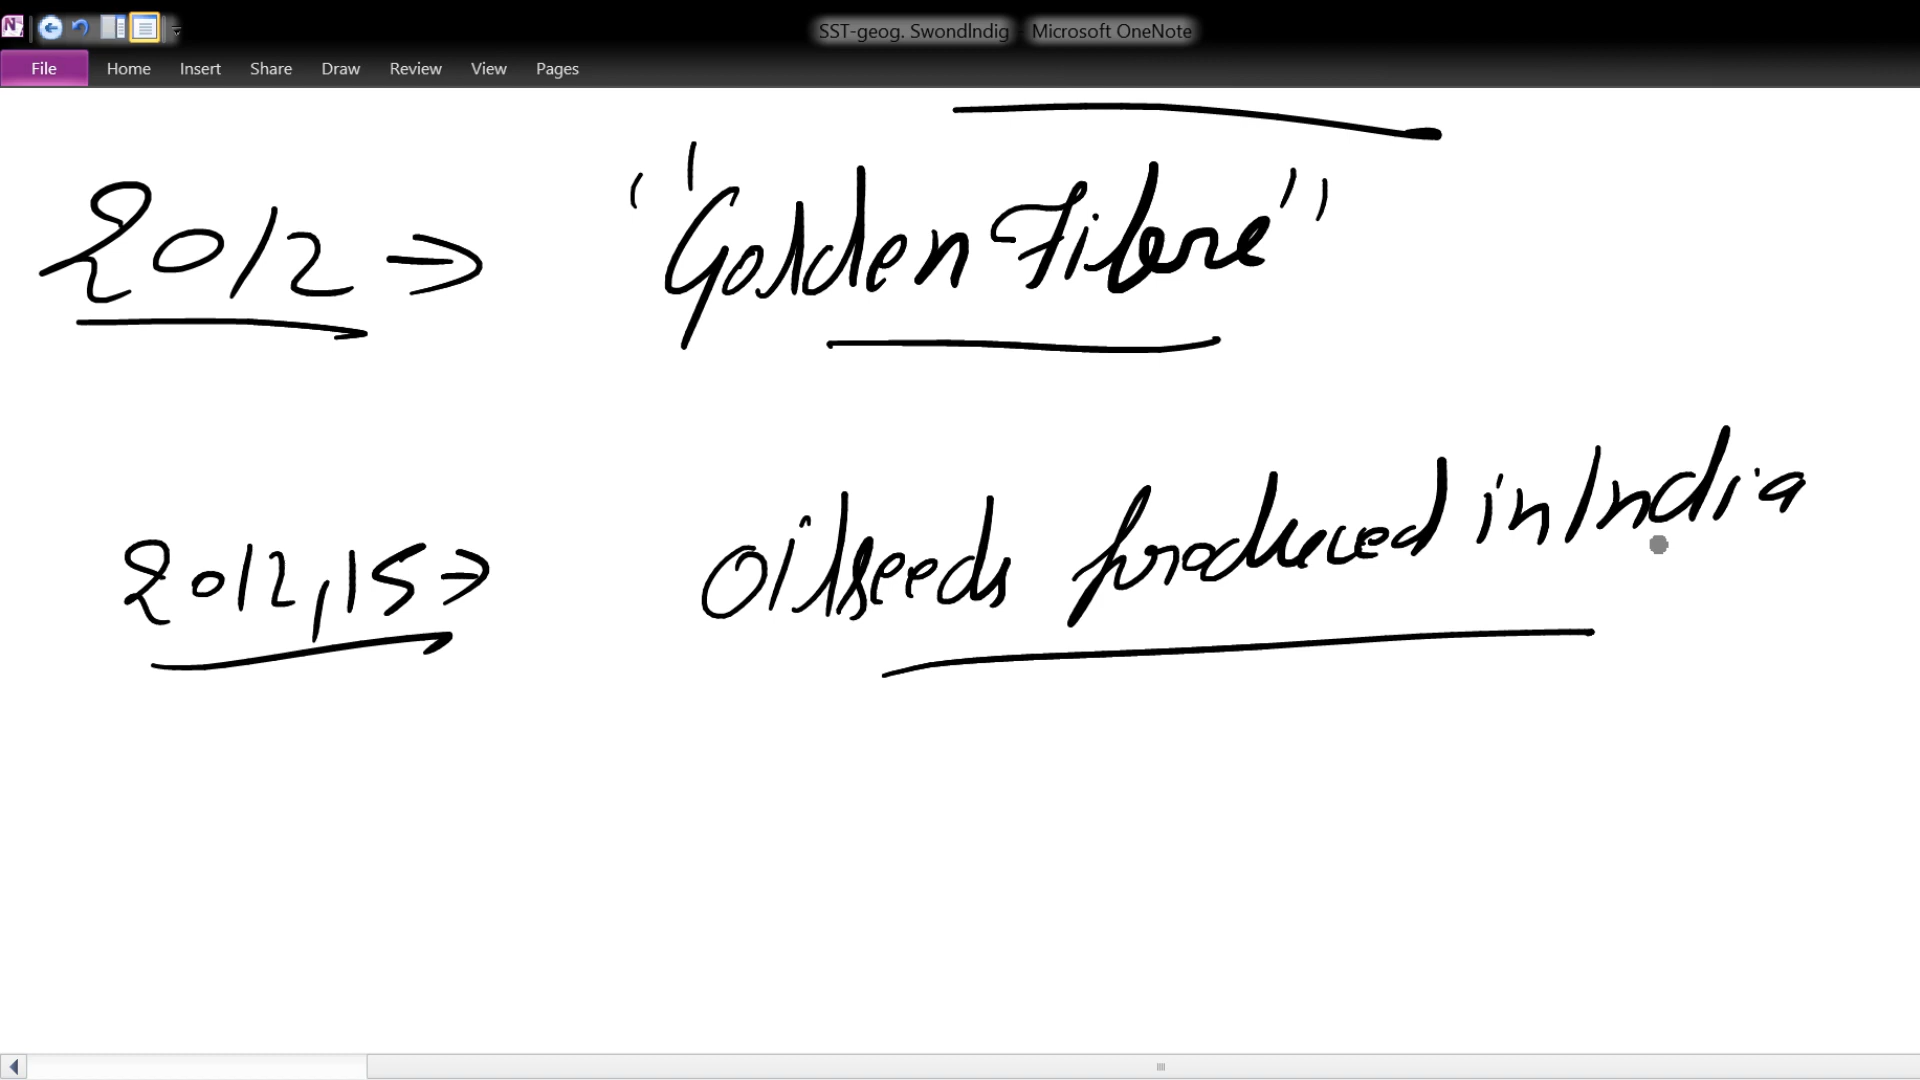 SST-geog. SwondIndig - Microsoft OneNote
File Home Insert Share Draw Review View Pages
2012 ⇒ "Golden Fibre"
2012, 15 ⇒ oilseeds produced in India